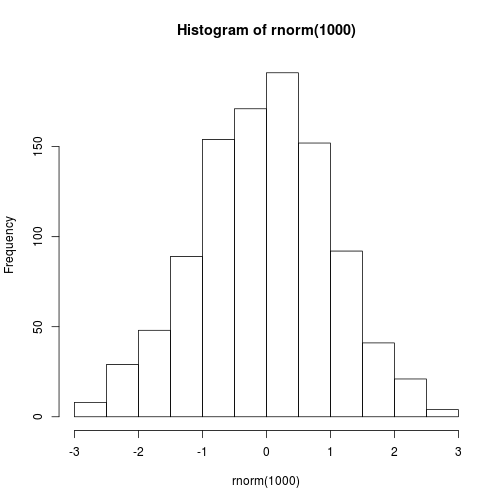 Histogram of rnorm(1000)
Frequency
150
100
50
0
-3 -2 -1 0 1 2 3
rnorm(1000)